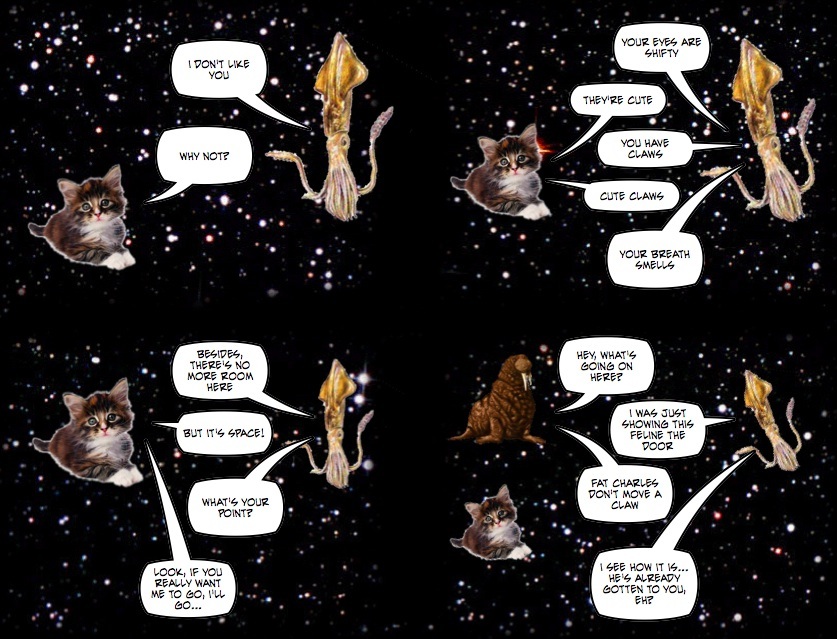 I DON'T LIKE
YOU
WHY NOT?
YOUR EYES ARE
SHIFTY
THEY'RE CUTE
YOU HAVE
CLAWS
CUTE CLAWS
YOUR BREATH
SMELLS
BESIDES,
THERE'S NO
MORE ROOM
HERE
BUT IT'S SPACE!
WHAT'S YOUR
POINT?
LOOK, IF YOU
REALLY WANT
ME TO GO, I'LL
GO...
HEY, WHAT'S
GOING ON
HERE?
I WAS JUST
SHOWING THIS
FELINE THE
DOOR
FAT CHARLES
DON'T MOVE A
CLAW
I SEE HOW IT IS...
HE'S ALREADY
GOTTEN TO YOU,
EH?